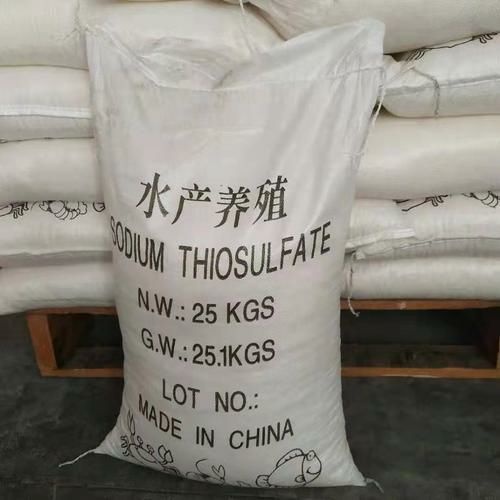 水产养殖
SODIUM THIOSULFATE
N.W.: 25 KGS
G.W.: 25.1KGS
LOT NO.:
MADE IN CHINA